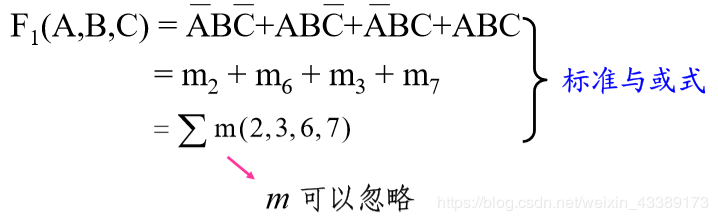 F₁(A,B,C) = A̅BC̅+ABC̅+A̅BC+ABC
= m₂ + m₆ + m₃ + m₇
= ∑ m(2,3,6,7)
标准与或式
m 可以忽略
https://blog.csdn.net/weixin_43389173